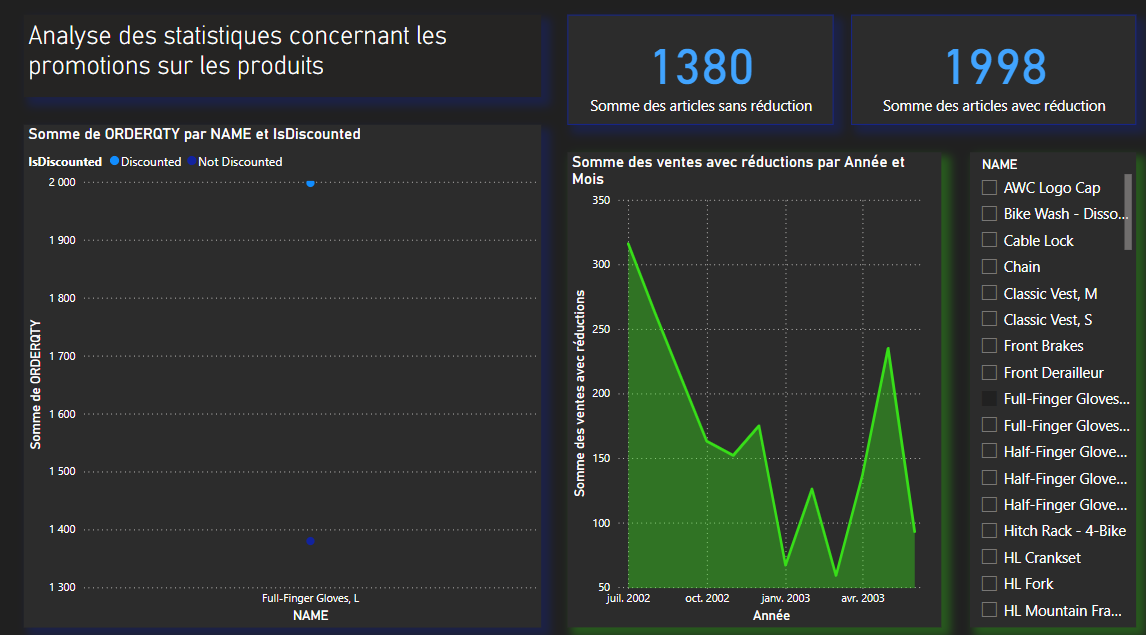 Analyse des statistiques concernant les
promotions sur les produits
1380
Somme des articles sans réduction
1998
Somme des articles avec réduction
Somme de ORDERQTY par NAME et IsDiscounted
IsDiscounted Discounted Not Discounted
2 000
1 900
1 800
1 700
1 600
1 500
1 400
1 300
Somme de ORDERQTY
Full-Finger Gloves, L
NAME
Somme des ventes avec réductions par Année et
Mois
350
300
250
200
150
100
50
Somme des ventes avec réductions
juil. 2002 oct. 2002 janv. 2003 avr. 2003
Année
NAME
AWC Logo Cap
Bike Wash - Disso...
Cable Lock
Chain
Classic Vest, M
Classic Vest, S
Front Brakes
Front Derailleur
Full-Finger Gloves...
Full-Finger Gloves...
Half-Finger Glove...
Half-Finger Glove...
Half-Finger Glove...
Hitch Rack - 4-Bike
HL Crankset
HL Fork
HL Mountain Fra...